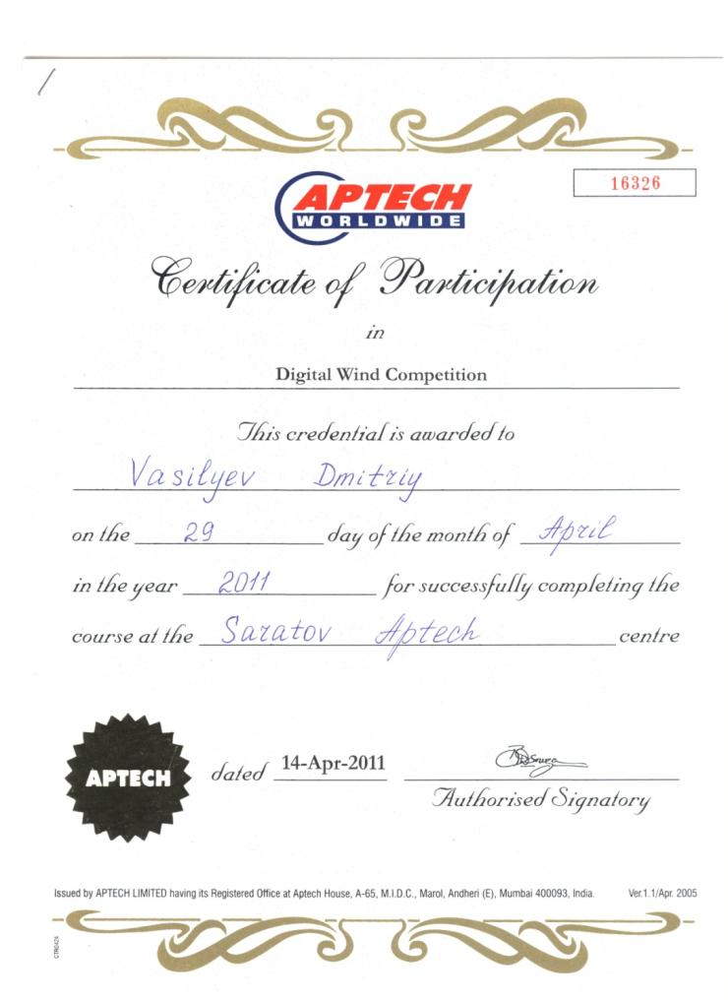 16326
APTECH
WORLDWIDE
Certificate of Participation
in
Digital Wind Competition
This credential is awarded to
Vasilyev Dmitriy
on the 29 day of the month of April
in the year 2011 for successfully completing the
course at the Saratov Aptech centre
APTECH
dated 14-Apr-2011
Authorised Signatory
Issued by APTECH LIMITED having its Registered Office at Aptech House, A-65, M.I.D.C., Marol, Andheri (E), Mumbai 400093, India. Ver.1.1/Apr. 2005